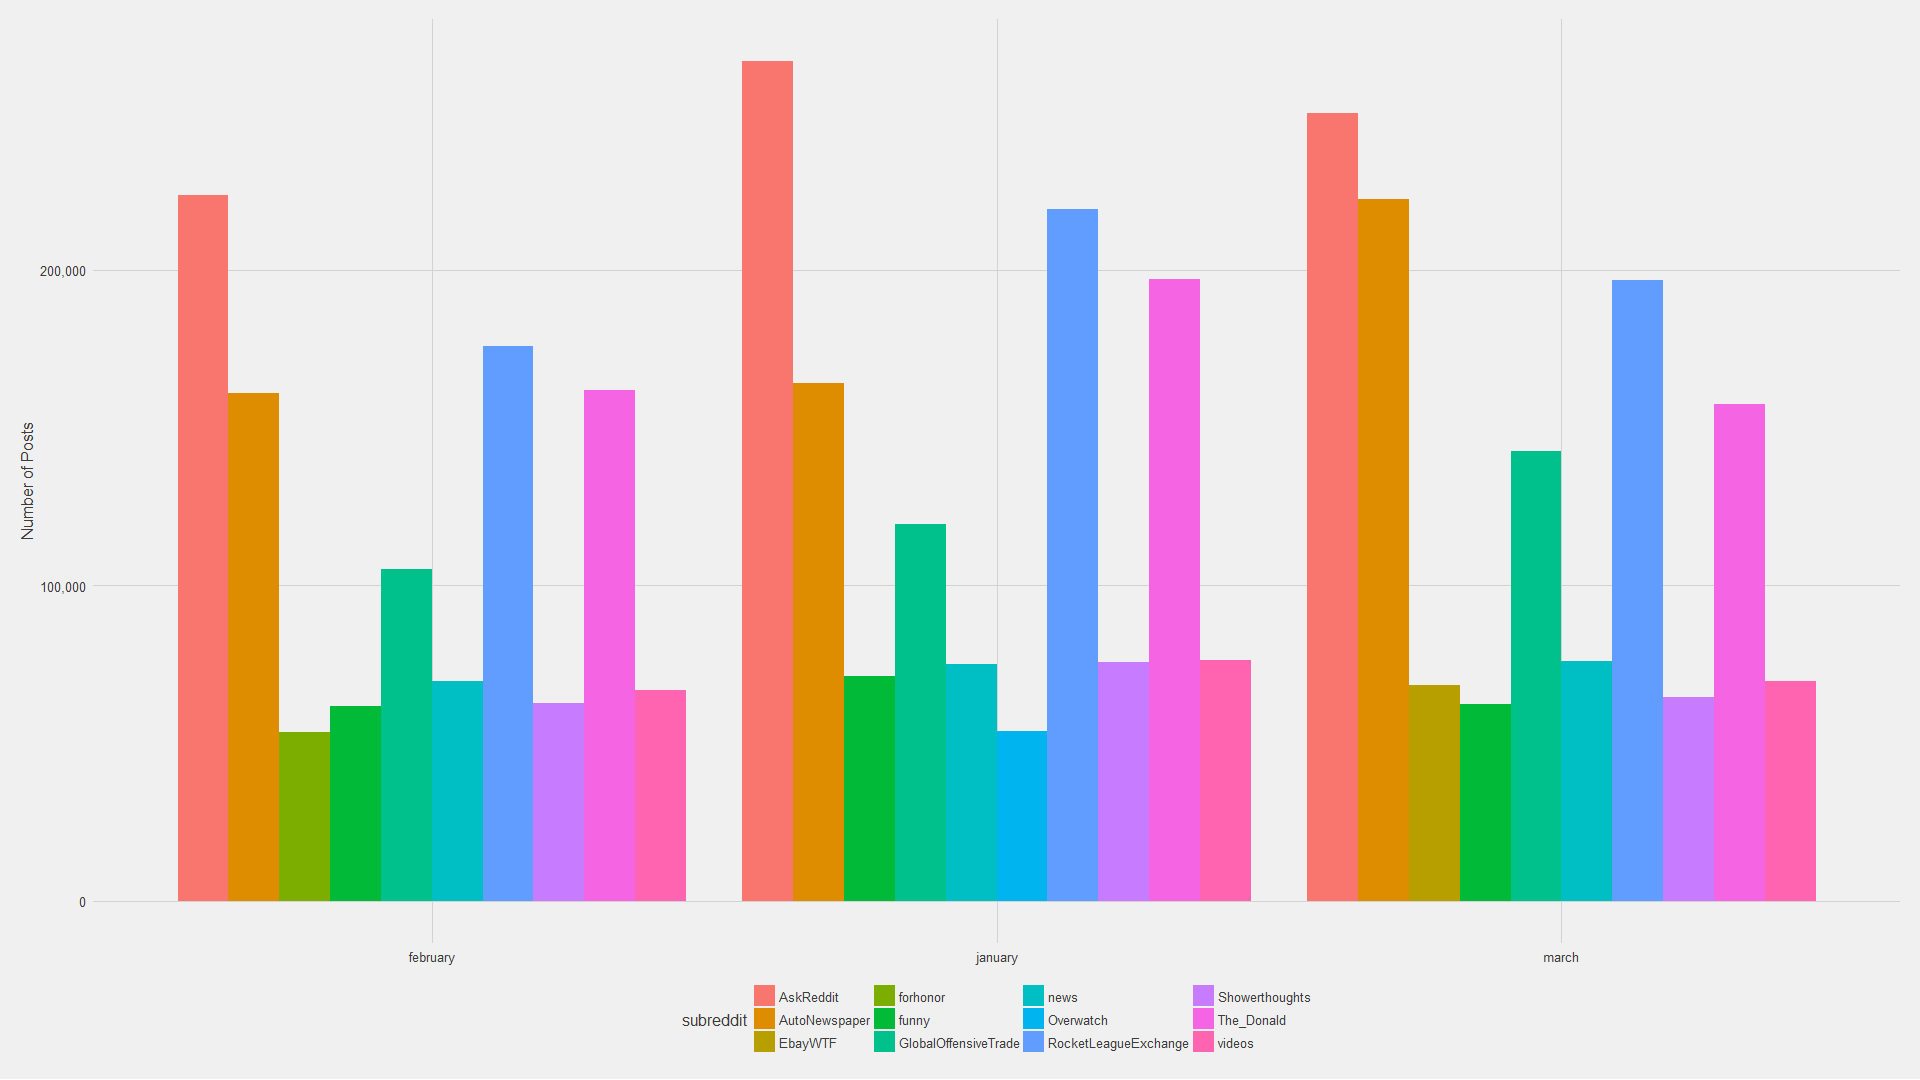 Number of Posts
200,000
100,000
0
february january march
subreddit
AskReddit forhonor news Showerthoughts
AutoNewspaper funny Overwatch The_Donald
EbayWTF GlobalOffensiveTrade RocketLeagueExchange videos